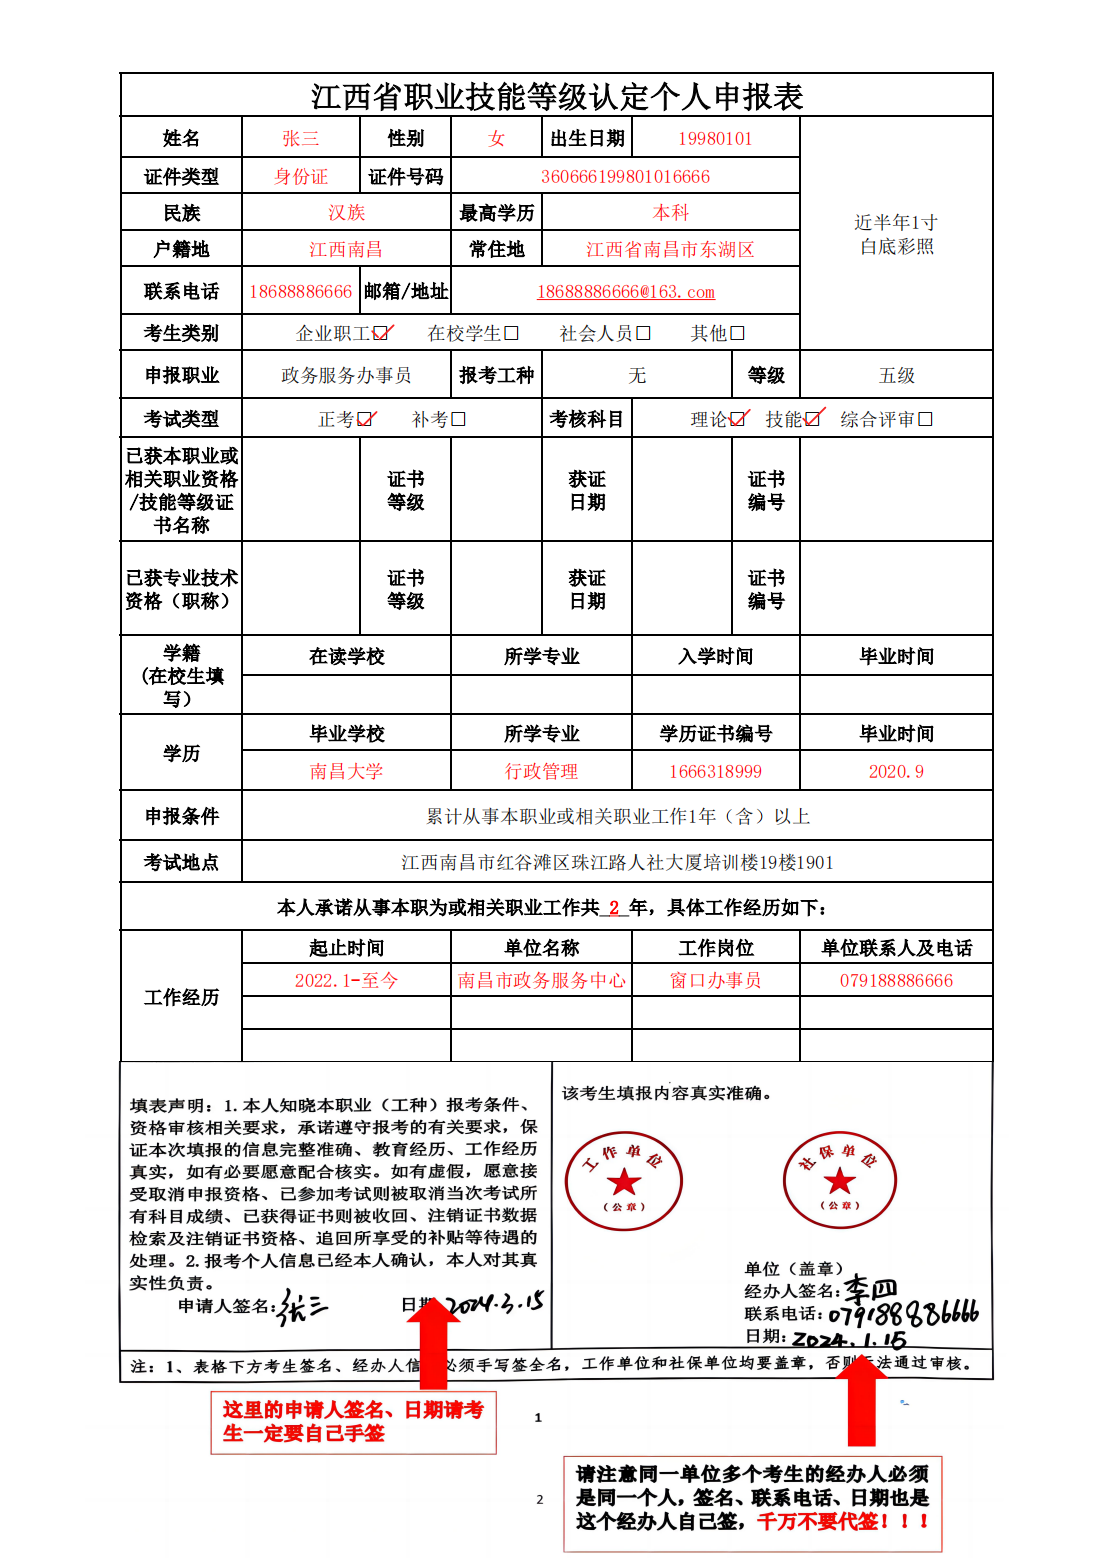 江西省职业技能等级认定个人申报表
姓名 张三 性别 女 出生日期 19980101
证件类型 身份证 证件号码 360666199801016666
民族 汉族 最高学历 本科
近半年1寸
白底彩照
户籍地 江西南昌 常住地 江西省南昌市东湖区
联系电话 18688886666 邮箱/地址 18688886666@163.com
考生类别 企业职工☑ 在校学生☐ 社会人员☐ 其他☐
申报职业 政务服务办事员 报考工种 无 等级 五级
考试类型 正考☑ 补考☐ 考核科目 理论☑ 技能☑ 综合评审☐
已获本职业或
相关职业资格
/技能等级证
书名称
证书
等级
获证
日期
证书
编号
已获专业技术
资格（职称）
证书
等级
获证
日期
证书
编号
学籍
(在校生填
写）
在读学校 所学专业 入学时间 毕业时间
学历
毕业学校 所学专业 学历证书编号 毕业时间
南昌大学 行政管理 1666318999 2020.9
申报条件 累计从事本职业或相关职业工作1年（含）以上
考试地点 江西南昌市红谷滩区珠江路人社大厦培训楼19楼1901
本人承诺从事本职为或相关职业工作共 2 年，具体工作经历如下：
工作经历
起止时间 单位名称 工作岗位 单位联系人及电话
2022.1-至今 南昌市政务服务中心 窗口办事员 079188886666
填表声明：1.本人知晓本职业（工种）报考条件、
资格审核相关要求，承诺遵守报考的有关要求，保
证本次填报的信息完整准确、教育经历、工作经历
真实，如有必要愿意配合核实。如有虚假，愿意接
受取消申报资格、已参加考试则被取消当次考试所
有科目成绩、已获得证书则被收回、注销证书数据
检索及注销证书资格、追回所享受的补贴等待遇的
处理。2.报考个人信息已经本人确认，本人对其真
实性负责。
申请人签名：张三 日期 2024.3.15
该考生填报内容真实准确。
工作单位
（公章）
社保单位
（公章）
单位（盖章）
经办人签名：李四
联系电话：079188886666
日期：2024.1.15
注：1、表格下方考生签名、经办人信 必须手写签全名，工作单位和社保单位均要盖章，否则 法通过审核。
这里的申请人签名、日期请考
生一定要自己手签
1
请注意同一单位多个考生的经办人必须
是同一个人，签名、联系电话、日期也是
这个经办人自己签，千万不要代签！！！
2